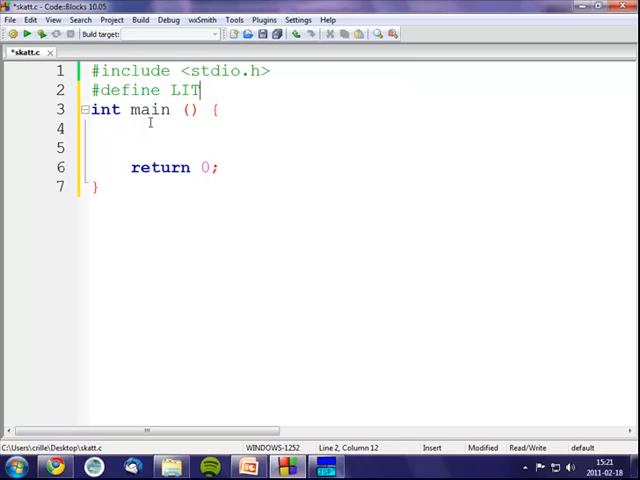 *skatt.c - Code::Blocks 10.05
File Edit View Search Project Build Debug wxSmith Tools Plugins Settings Help
Build target:
*skatt.c
1 #include <stdio.h>
2 #define LIT
3 int main () {
4
5
6 return 0;
7 }
C:\Users\crille\Desktop\skatt.c WINDOWS-1252 Line 2, Column 12 Insert Modified Read/Write default
15:21
2011-02-18